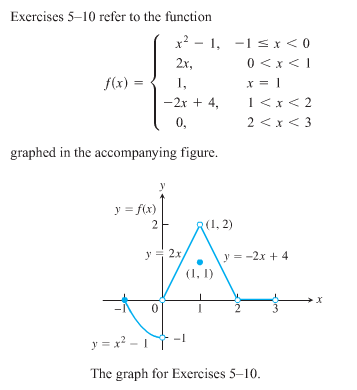 Exercises 5–10 refer to the function
x² − 1, −1 ≤ x < 0
2x, 0 < x < 1
f(x) = { 1, x = 1
−2x + 4, 1 < x < 2
0, 2 < x < 3
graphed in the accompanying figure.
y
y = f(x)
2
(1, 2)
y = 2x
y = −2x + 4
(1, 1)
−1
0
1
2
3
x
y = x² − 1
−1
The graph for Exercises 5–10.